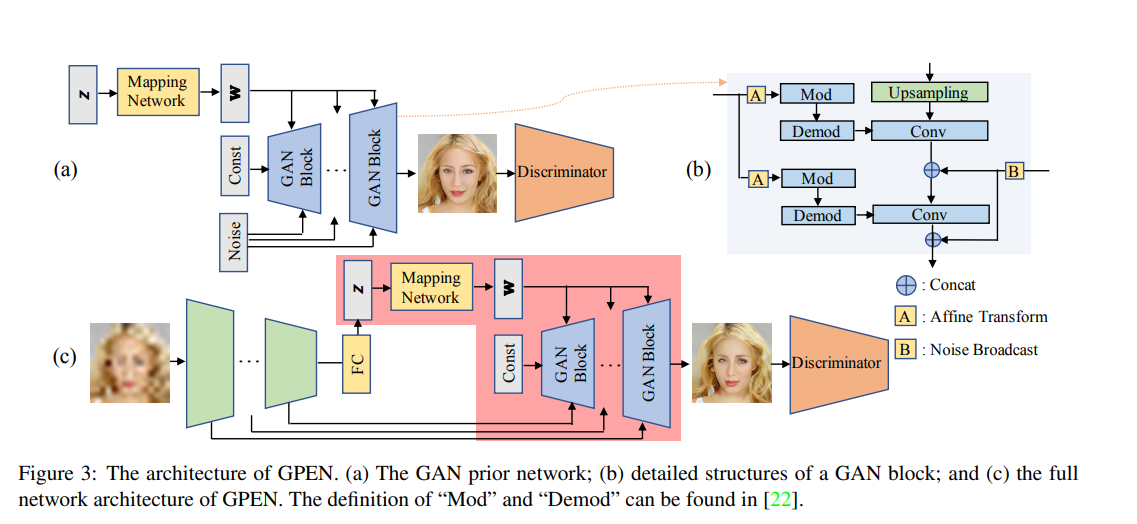 z
Mapping
Network
w
Const
GAN
Block
...
GAN Block
Noise
Discriminator
(a)
A
Mod
Upsampling
Demod
Conv
(b)
B
A
Mod
Demod
Conv
: Concat
A : Affine Transform
B : Noise Broadcast
z
Mapping
Network
w
(c)
...
FC
Const
GAN
Block
...
GAN Block
Discriminator
Figure 3: The architecture of GPEN. (a) The GAN prior network; (b) detailed structures of a GAN block; and (c) the full
network architecture of GPEN. The definition of “Mod” and “Demod” can be found in [22].